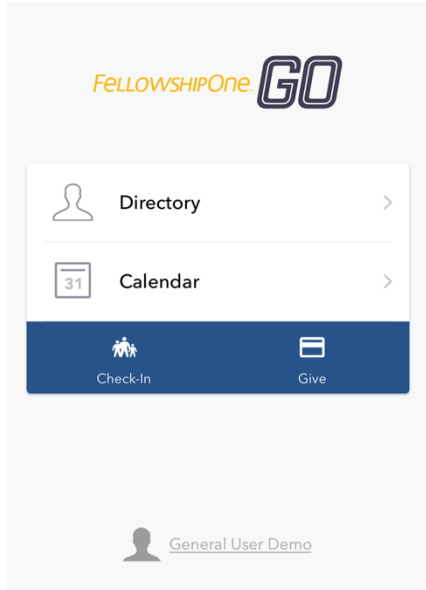 FellowshipOne GO
Directory
31
Calendar
Check-In
Give
General User Demo